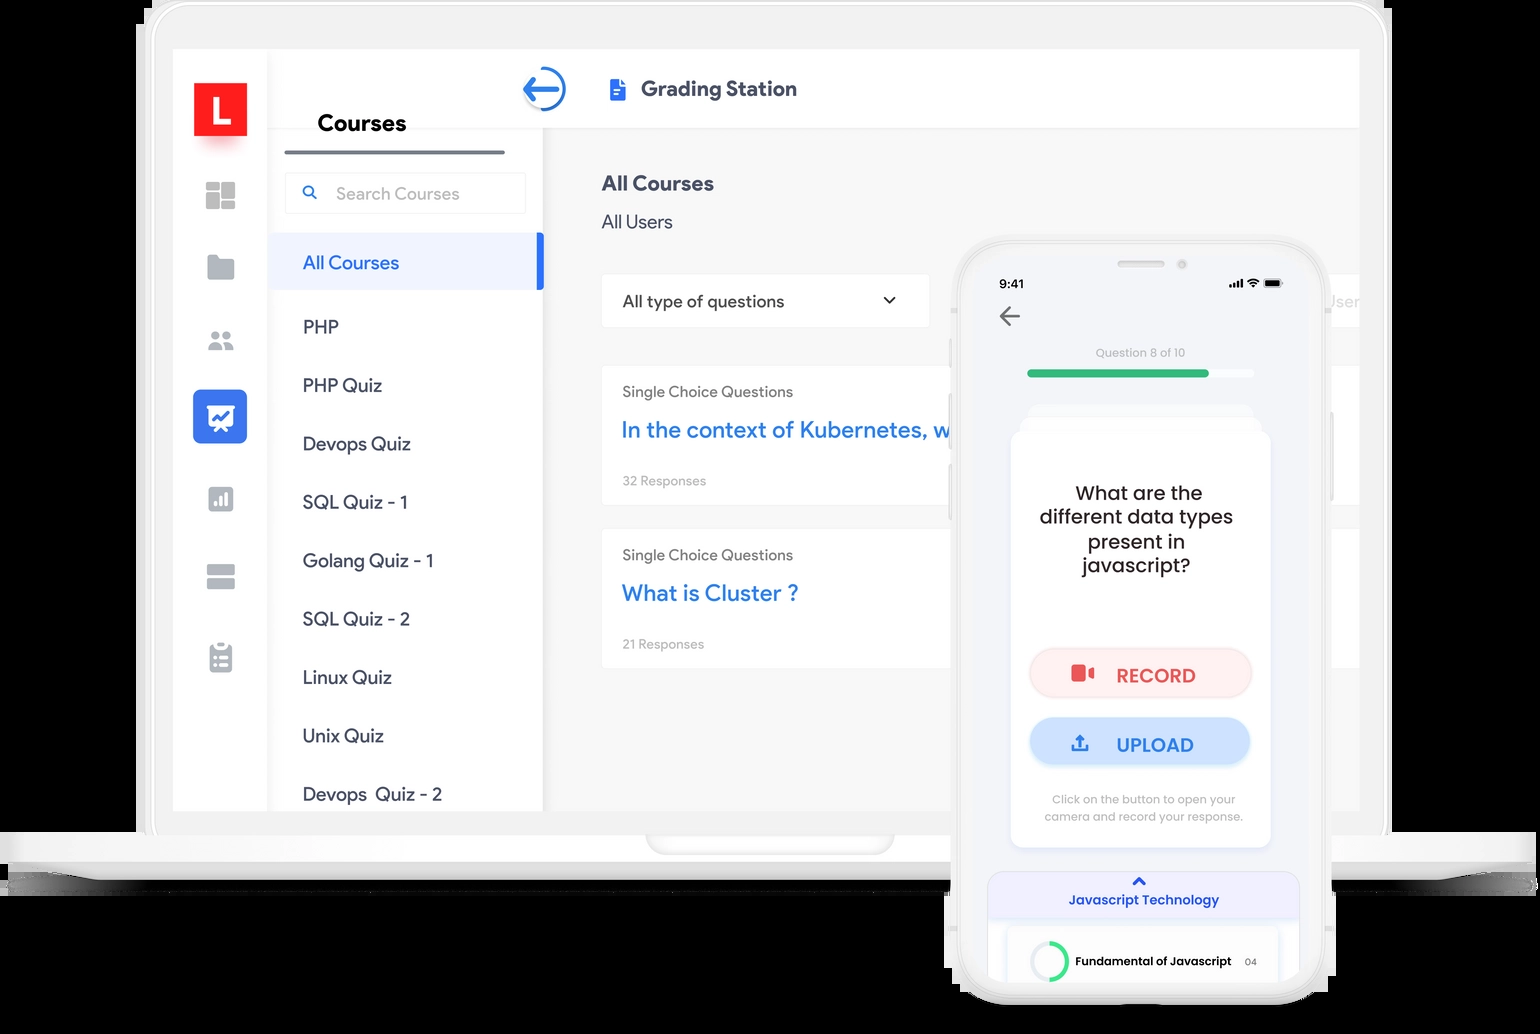 L
Courses
Search Courses
All Courses
PHP
PHP Quiz
Devops Quiz
SQL Quiz - 1
Golang Quiz - 1
SQL Quiz - 2
Linux Quiz
Unix Quiz
Devops Quiz - 2
Grading Station
All Courses
All Users
All type of questions
Single Choice Questions
In the context of Kubernetes, w
32 Responses
Single Choice Questions
What is Cluster ?
21 Responses
9:41
Question 8 of 10
What are the
different data types
present in
javascript?
RECORD
UPLOAD
Click on the button to open your
camera and record your response.
Javascript Technology
Fundamental of Javascript 04